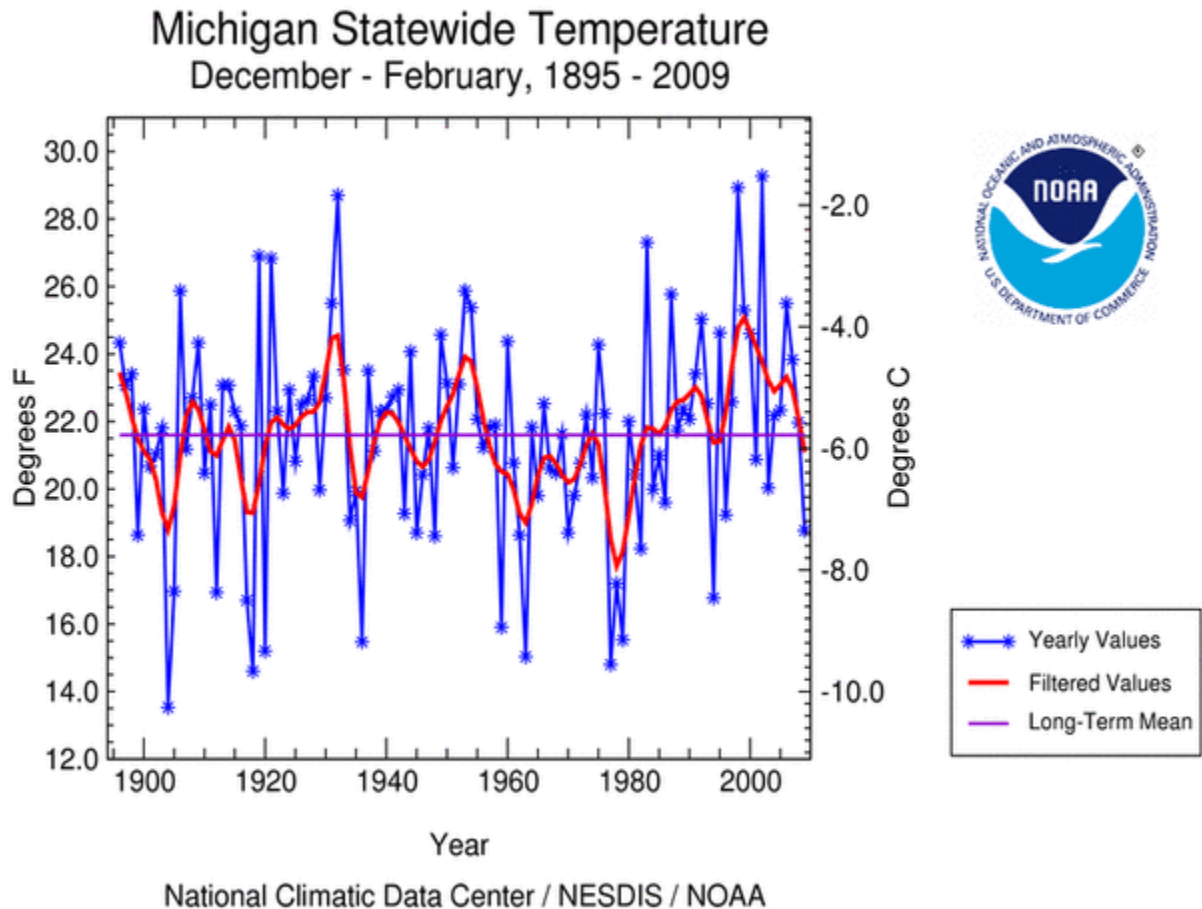 Michigan Statewide Temperature
December - February, 1895 - 2009
30.0
28.0
26.0
24.0
22.0
20.0
18.0
16.0
14.0
12.0
Degrees F
-2.0
-4.0
-6.0
-8.0
-10.0
Degrees C
1900 1920 1940 1960 1980 2000
Year
National Climatic Data Center / NESDIS / NOAA
NATIONAL OCEANIC AND ATMOSPHERIC ADMINISTRATION
NOAA
U.S. DEPARTMENT OF COMMERCE
Yearly Values
Filtered Values
Long-Term Mean